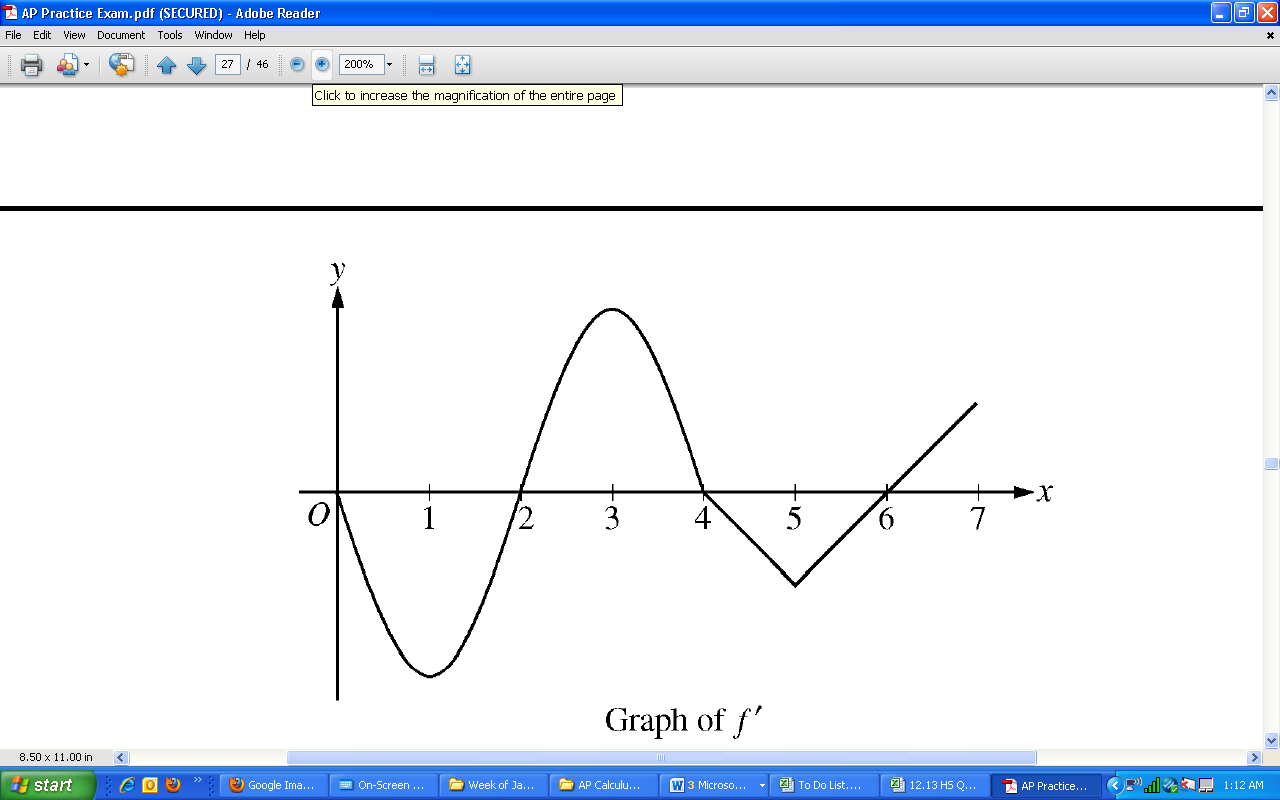 AP Practice Exam.pdf (SECURED) - Adobe Reader
File Edit View Document Tools Window Help
27 / 46 200%
Click to increase the magnification of the entire page
y
O 1 2 3 4 5 6 7 x
Graph of f ′
8.50 x 11.00 in
start » Google Ima... On-Screen ... Week of Ja... AP Calculu... 3 Microso... To Do List.... 12.13 HS Q... AP Practice... 1:12 AM